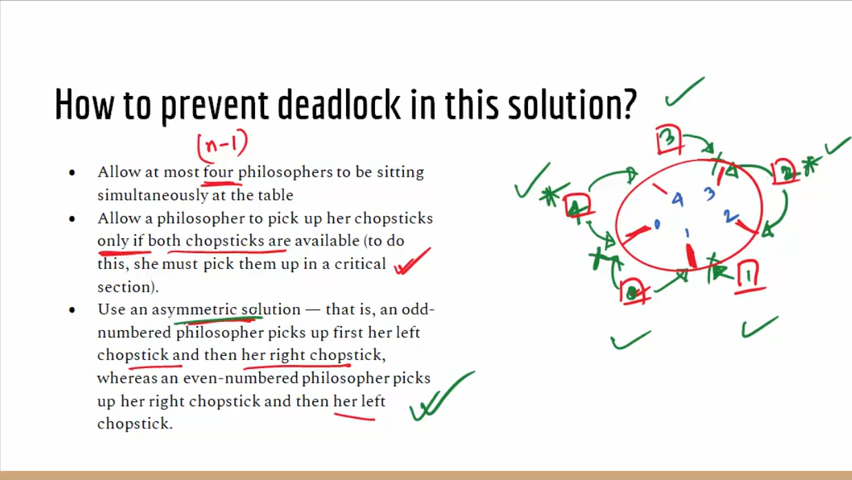 How to prevent deadlock in this solution?
(n-1)
• Allow at most four philosophers to be sitting
simultaneously at the table
• Allow a philosopher to pick up her chopsticks
only if both chopsticks are available (to do
this, she must pick them up in a critical
section).
• Use an asymmetric solution — that is, an odd-
numbered philosopher picks up first her left
chopstick and then her right chopstick,
whereas an even-numbered philosopher picks
up her right chopstick and then her left
chopstick.
3
2
4
4
3
0
2
1
0
1